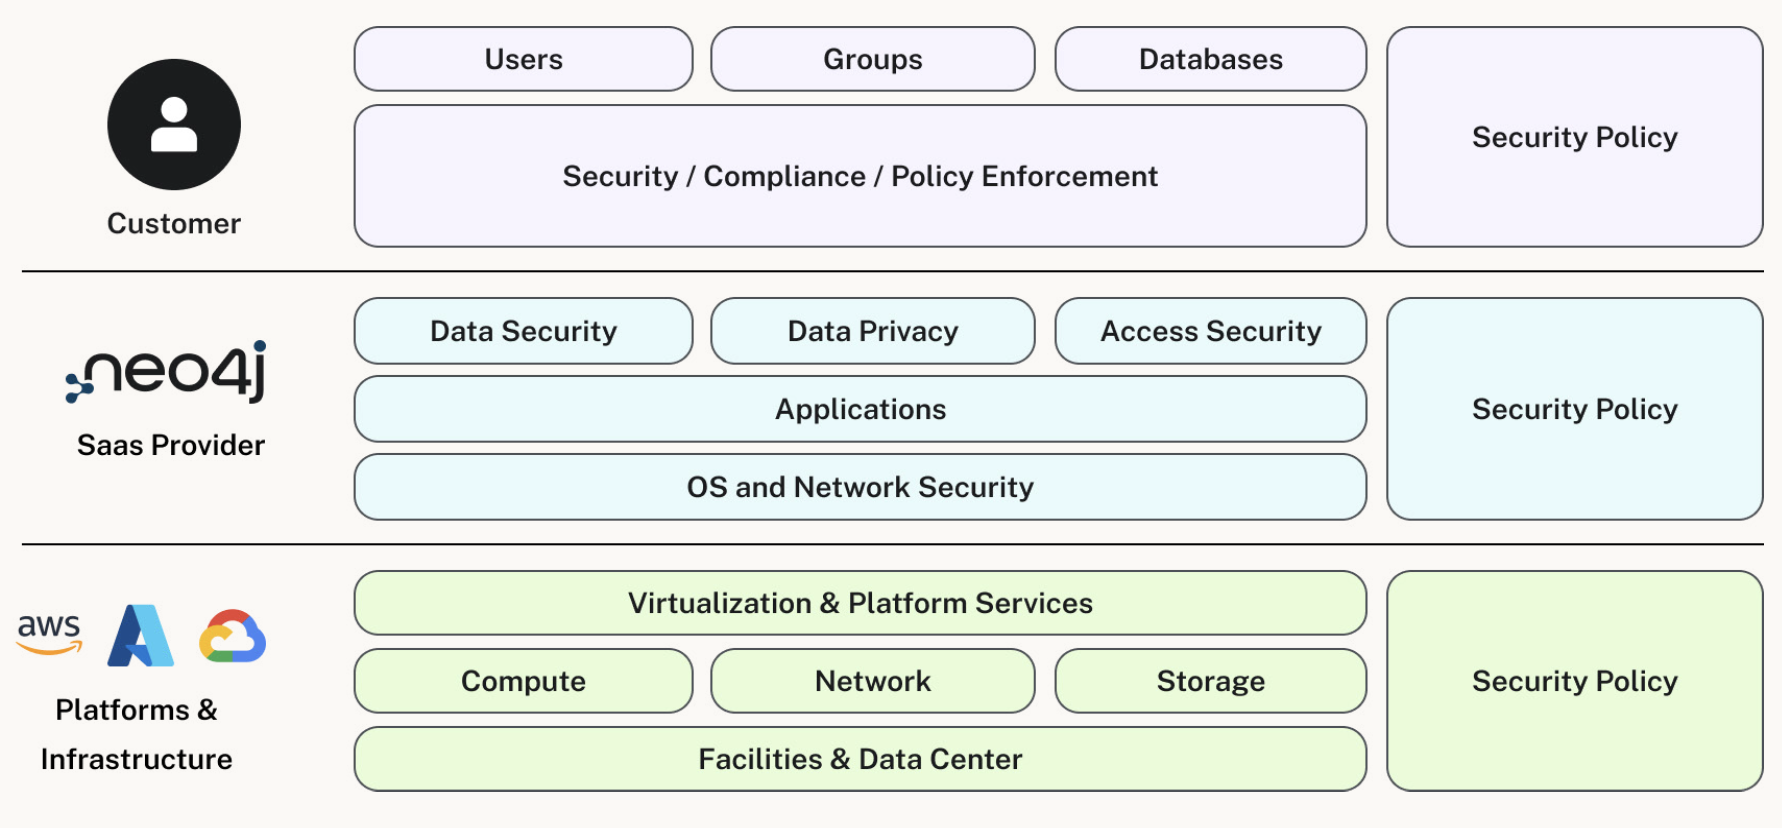 Users
Groups
Databases
Security / Compliance / Policy Enforcement
Security Policy
Customer
neo4j
Saas Provider
Data Security
Data Privacy
Access Security
Applications
OS and Network Security
Security Policy
aws
Platforms &
Infrastructure
Virtualization & Platform Services
Compute
Network
Storage
Facilities & Data Center
Security Policy